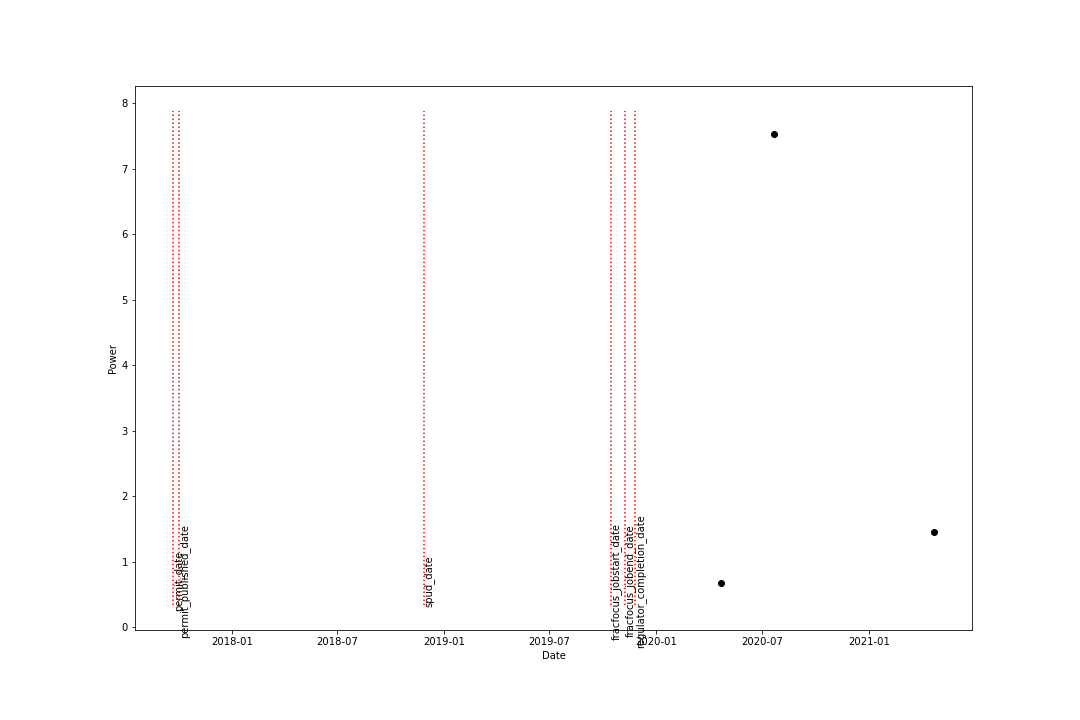 8
7
6
5
4
3
2
1
0
Power
permit_date
permit_published_date
spud_date
fracfocus_jobstart_date
fracfocus_jobend_date
regulator_completion_date
2018-01
2018-07
2019-01
2019-07
2020-01
2020-07
2021-01
Date